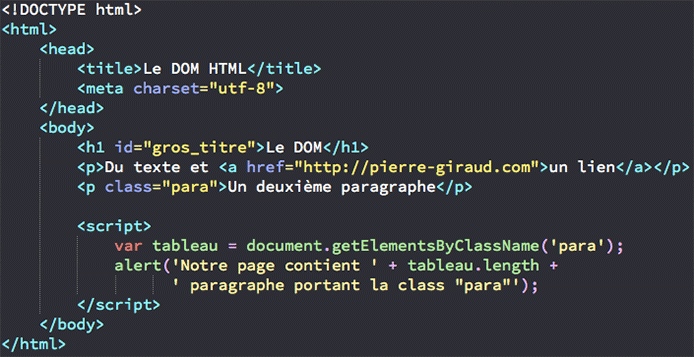 <!DOCTYPE html>
<html>
    <head>
        <title>Le DOM HTML</title>
        <meta charset="utf-8">
    </head>
    <body>
        <h1 id="gros_titre">Le DOM</h1>
        <p>Du texte et <a href="http://pierre-giraud.com">un lien</a></p>
        <p class="para">Un deuxième paragraphe</p>

        <script>
            var tableau = document.getElementsByClassName('para');
            alert('Notre page contient ' + tableau.length +
                  ' paragraphe portant la class "para"');
        </script>
    </body>
</html>